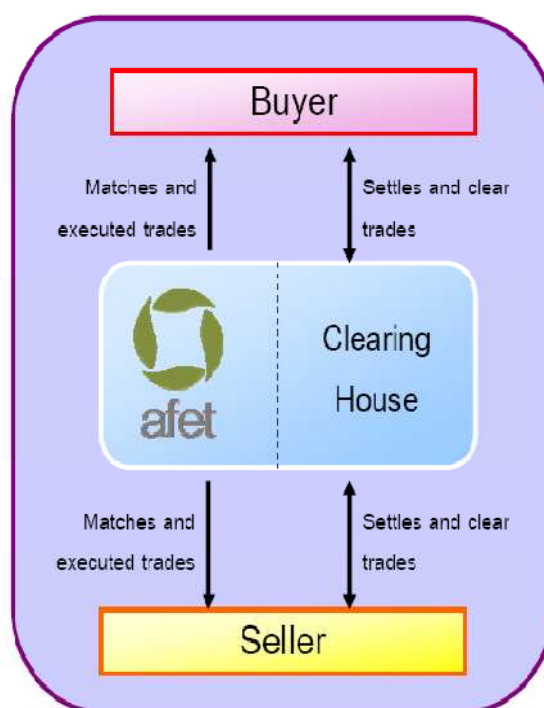 Buyer
Matches and
executed trades
Settles and clear
trades
afet
Clearing
House
Matches and
executed trades
Settles and clear
trades
Seller